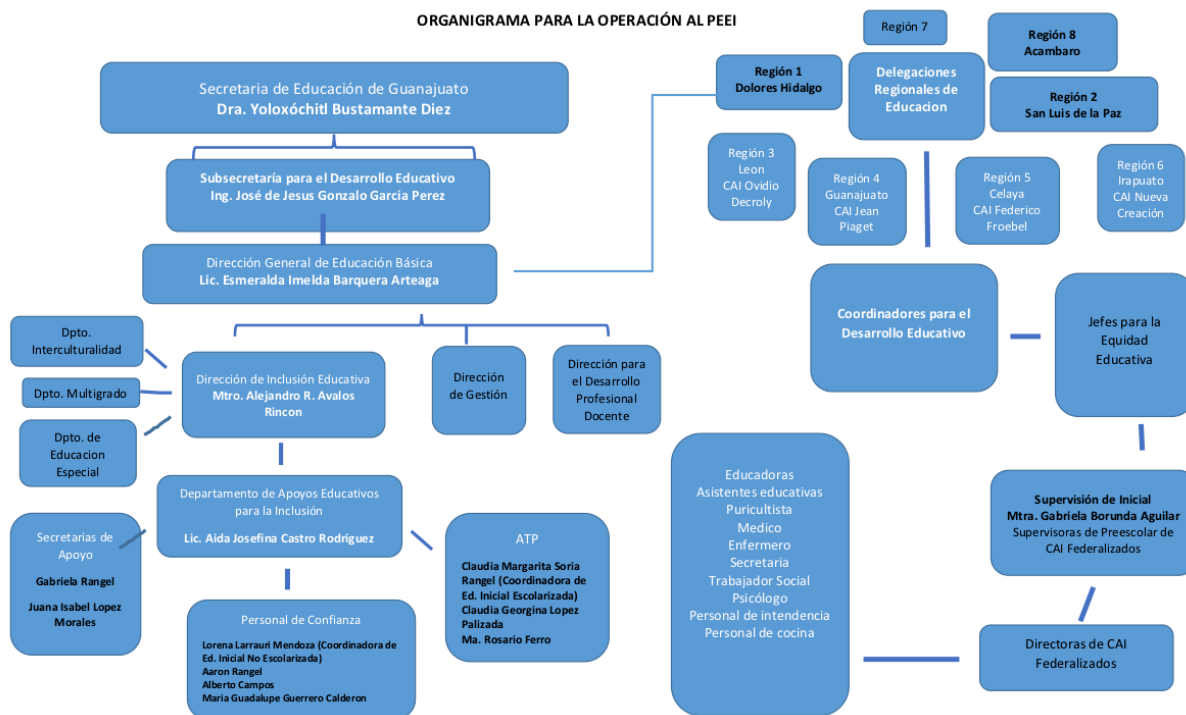 ORGANIGRAMA PARA LA OPERACIÓN AL PEEI
Secretaria de Educación de Guanajuato
Dra. Yoloxóchitl Bustamante Diez
Subsecretaría para el Desarrollo Educativo
Ing. José de Jesus Gonzalo Garcia Perez
Dirección General de Educación Básica
Lic. Esmeralda Imelda Barquera Arteaga
Dpto.
Interculturalidad
Dpto. Multigrado
Dpto. de
Educacion
Especial
Dirección de Inclusión Educativa
Mtro. Alejandro R. Avalos
Rincon
Dirección
de Gestión
Dirección para
el Desarrollo
Profesional
Docente
Departamento de Apoyos Educativos
para la Inclusión
Lic. Aida Josefina Castro Rodriguez
Secretarias de
Apoyo
Gabriela Rangel
Juana Isabel Lopez
Morales
Personal de Confianza
Lorena Larrauri Mendoza (Coordinadora de
Ed. Inicial No Escolarizada)
Aaron Rangel
Alberto Campos
Maria Guadalupe Guerrero Calderon
ATP
Claudia Margarita Soria
Rangel (Coordinadora de
Ed. Inicial Escolarizada)
Claudia Georgina Lopez
Palizada
Ma. Rosario Ferro
Región 7
Región 8
Acambaro
Región 1
Dolores Hidalgo
Delegaciones
Regionales de
Educacion
Región 2
San Luis de la Paz
Región 3
Leon
CAI Ovidio
Decroly
Región 4
Guanajuato
CAI Jean
Piaget
Región 5
Celaya
CAI Federico
Froebel
Región 6
Irapuato
CAI Nueva
Creación
Coordinadores para el
Desarrollo Educativo
Jefes para la
Equidad
Educativa
Supervisión de Inicial
Mtra. Gabriela Borunda Aguilar
Supervisoras de Preescolar de
CAI Federalizados
Directoras de CAI
Federalizados
Educadoras
Asistentes educativas
Puricultista
Medico
Enfermero
Secretaria
Trabajador Social
Psicólogo
Personal de intendencia
Personal de cocina